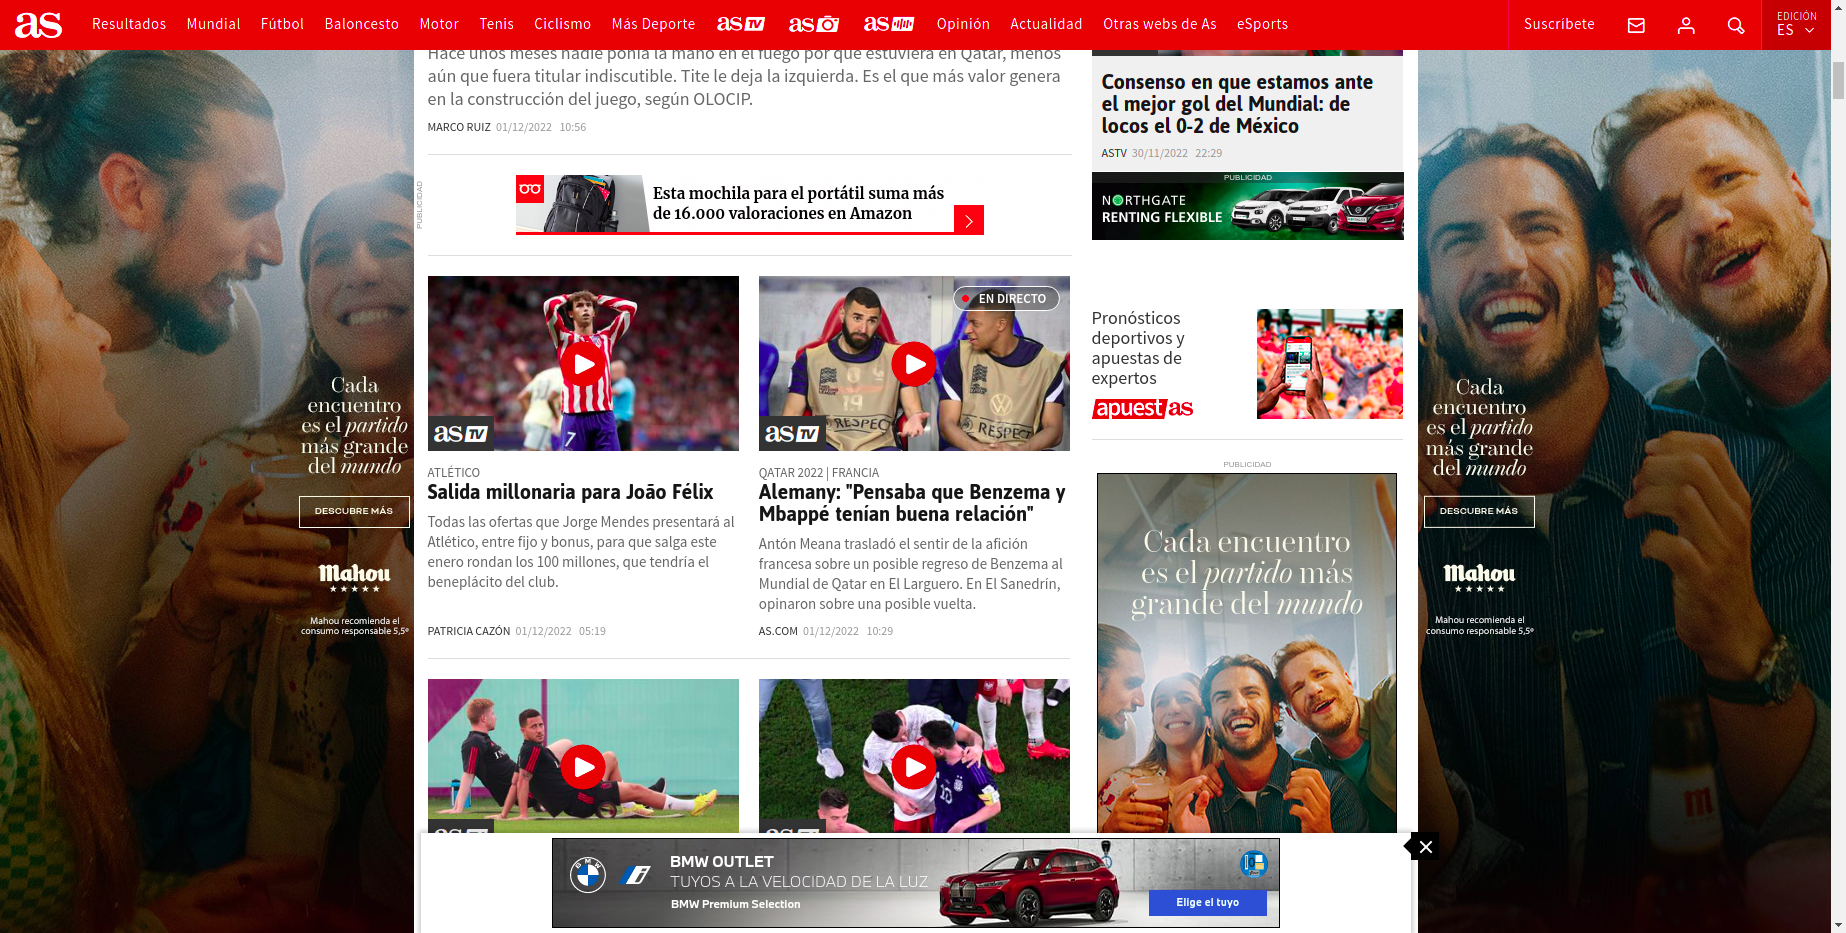 as
Resultados
Mundial
Fútbol
Baloncesto
Motor
Tenis
Ciclismo
Más Deporte
as TV
as
as
Opinión
Actualidad
Otras webs de As
eSports
Suscríbete
EDICIÓN
ES
Hace unos meses nadie ponía la mano en el fuego por que estuviera en Qatar, menos
aún que fuera titular indiscutible. Tite le deja la izquierda. Es el que más valor genera
en la construcción del juego, según OLOCIP.
MARCO RUIZ 01/12/2022 10:56
PUBLICIDAD
Esta mochila para el portátil suma más
de 16.000 valoraciones en Amazon
EN DIRECTO
19
RESPEC
RESPEC
7
as TV
as TV
ATLÉTICO
Salida millonaria para João Félix
Todas las ofertas que Jorge Mendes presentará al
Atlético, entre fijo y bonus, para que salga este
enero rondan los 100 millones, que tendría el
beneplácito del club.
PATRICIA CAZÓN 01/12/2022 05:19
QATAR 2022 | FRANCIA
Alemany: "Pensaba que Benzema y
Mbappé tenían buena relación"
Antón Meana trasladó el sentir de la afición
francesa sobre un posible regreso de Benzema al
Mundial de Qatar en El Larguero. En El Sanedrín,
opinaron sobre una posible vuelta.
AS.COM 01/12/2022 10:29
10
as TV
as TV
Consenso en que estamos ante
el mejor gol del Mundial: de
locos el 0-2 de México
ASTV 30/11/2022 22:29
PUBLICIDAD
NORTHGATE
RENTING FLEXIBLE
Pronósticos
deportivos y
apuestas de
expertos
apuestas
PUBLICIDAD
Cada encuentro
es el partido más
grande del mundo
Cada
encuentro
es el partido
más grande
del mundo
DESCUBRE MÁS
Mahou
Mahou recomienda el
consumo responsable 5,5º
Cada
encuentro
es el partido
más grande
del mundo
DESCUBRE MÁS
Mahou
Mahou recomienda el
consumo responsable 5,5º
BMW
i
BMW OUTLET
TUYOS A LA VELOCIDAD DE LA LUZ
BMW Premium Selection
Elige el tuyo